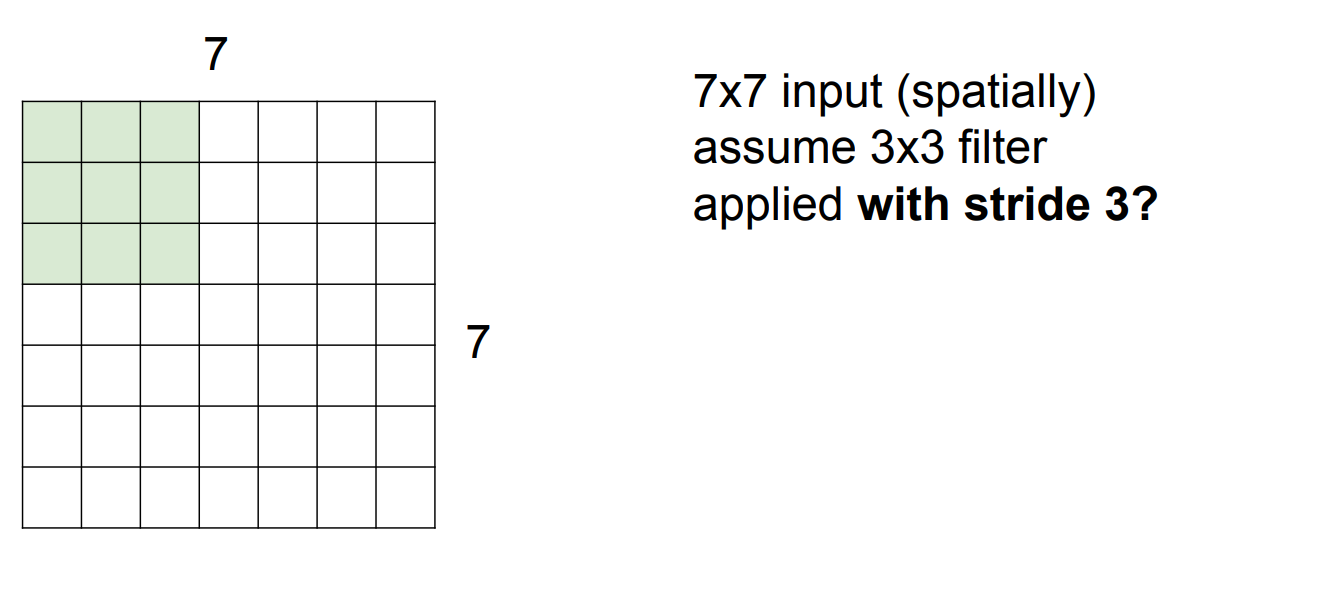 7
7x7 input (spatially)
assume 3x3 filter
applied with stride 3?
7